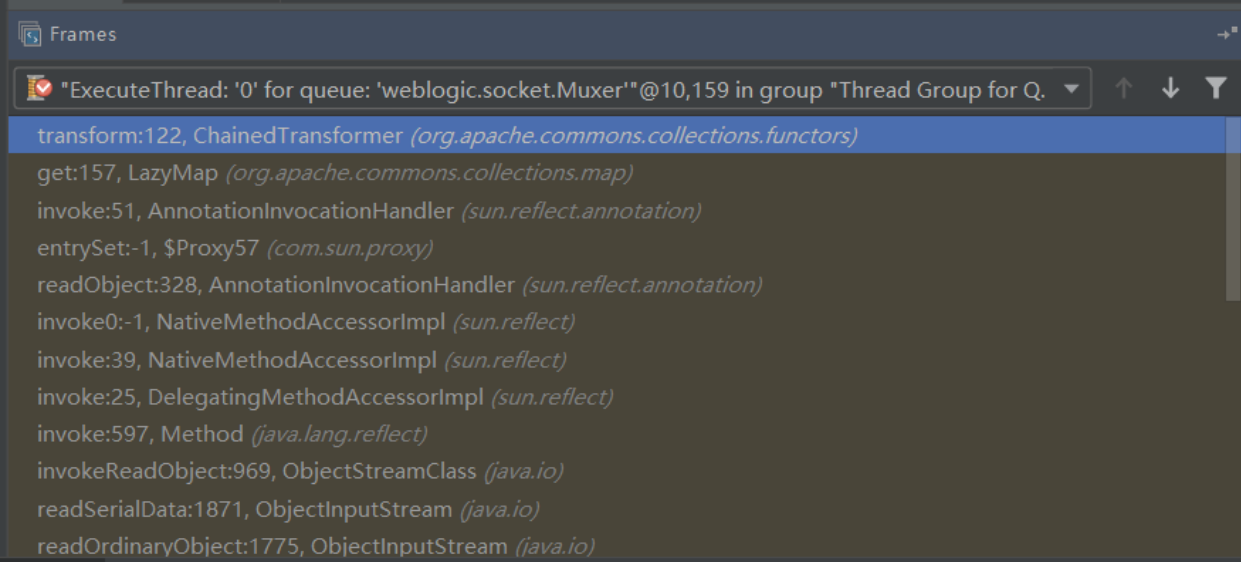 Frames
"ExecuteThread: '0' for queue: 'weblogic.socket.Muxer'"@10,159 in group "Thread Group for Q.
transform:122, ChainedTransformer (org.apache.commons.collections.functors)
get:157, LazyMap (org.apache.commons.collections.map)
invoke:51, AnnotationInvocationHandler (sun.reflect.annotation)
entrySet:-1, $Proxy57 (com.sun.proxy)
readObject:328, AnnotationInvocationHandler (sun.reflect.annotation)
invoke0:-1, NativeMethodAccessorImpl (sun.reflect)
invoke:39, NativeMethodAccessorImpl (sun.reflect)
invoke:25, DelegatingMethodAccessorImpl (sun.reflect)
invoke:597, Method (java.lang.reflect)
invokeReadObject:969, ObjectStreamClass (java.io)
readSerialData:1871, ObjectInputStream (java.io)
readOrdinaryObject:1775, ObjectInputStream (java.io)